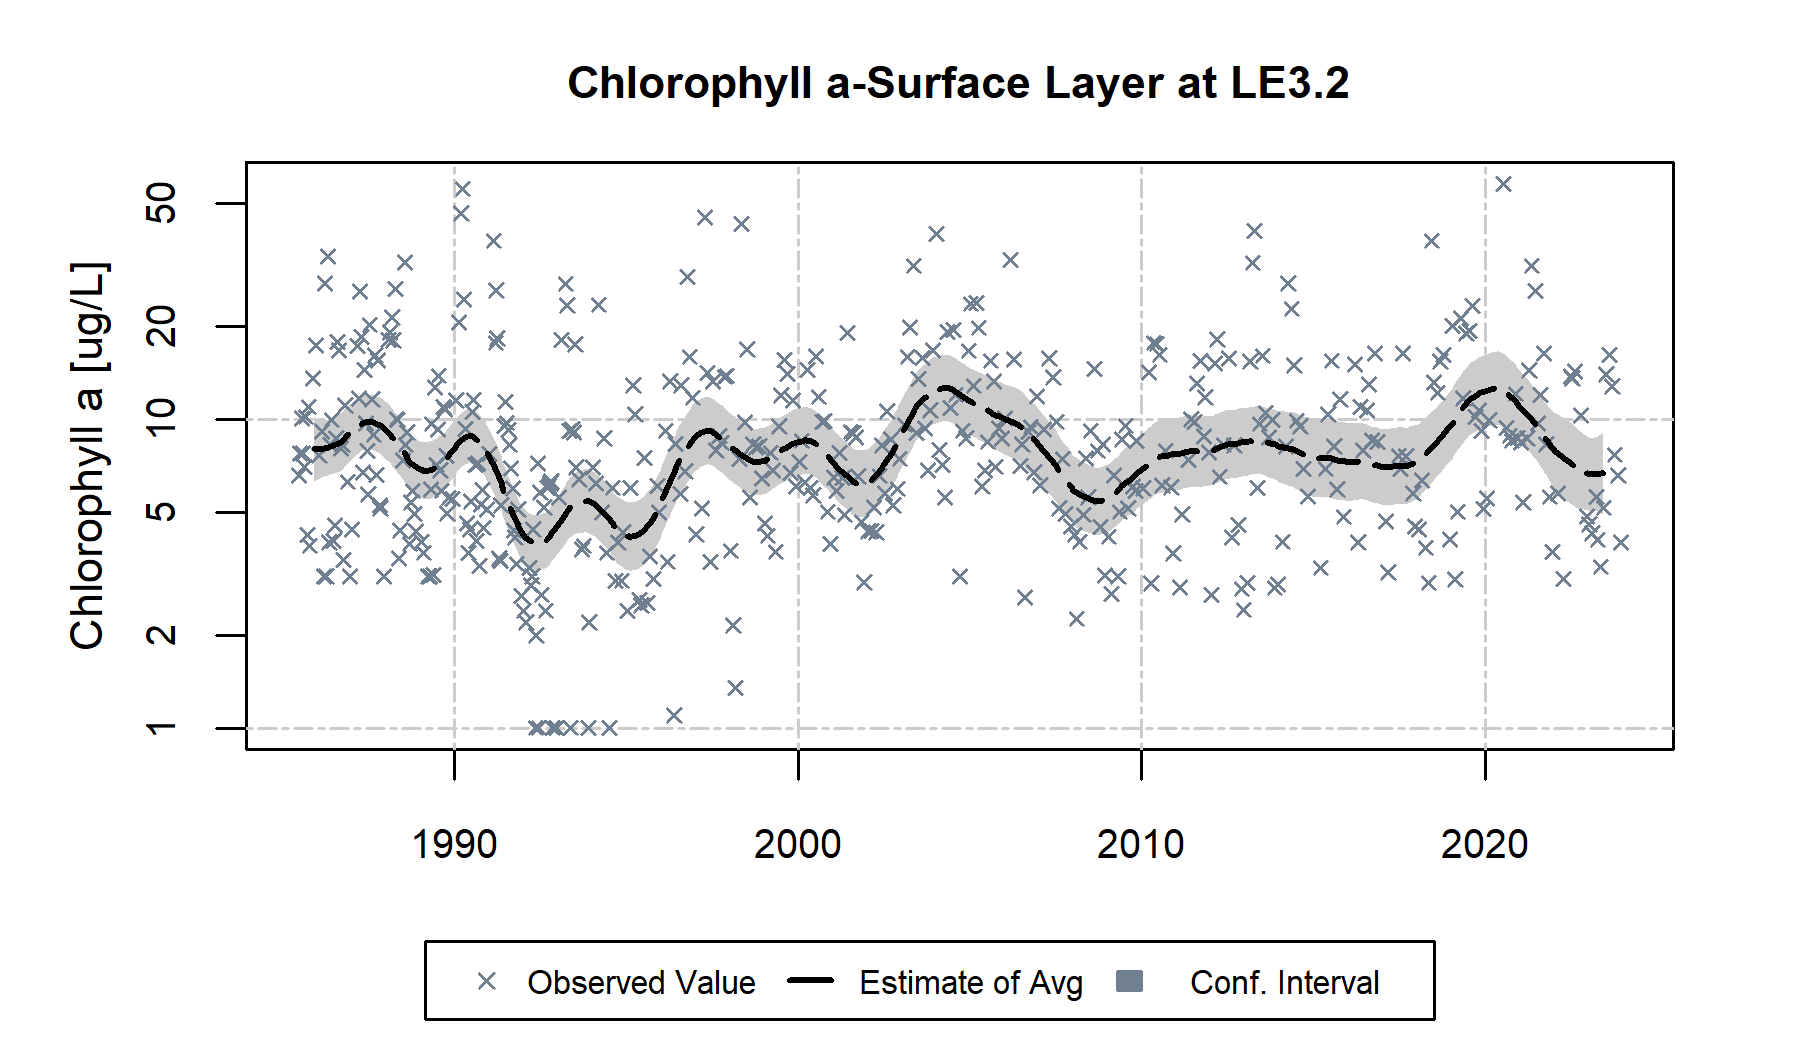 Chlorophyll a-Surface Layer at LE3.2
Chlorophyll a [ug/L]
50
20
10
5
2
1
1990 2000 2010 2020
Observed Value Estimate of Avg Conf. Interval